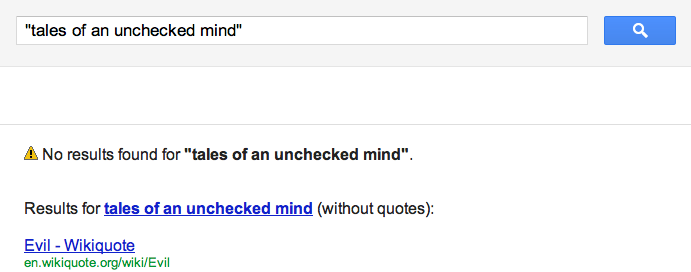 "tales of an unchecked mind"
No results found for "tales of an unchecked mind".
Results for tales of an unchecked mind (without quotes):
Evil - Wikiquote
en.wikiquote.org/wiki/Evil